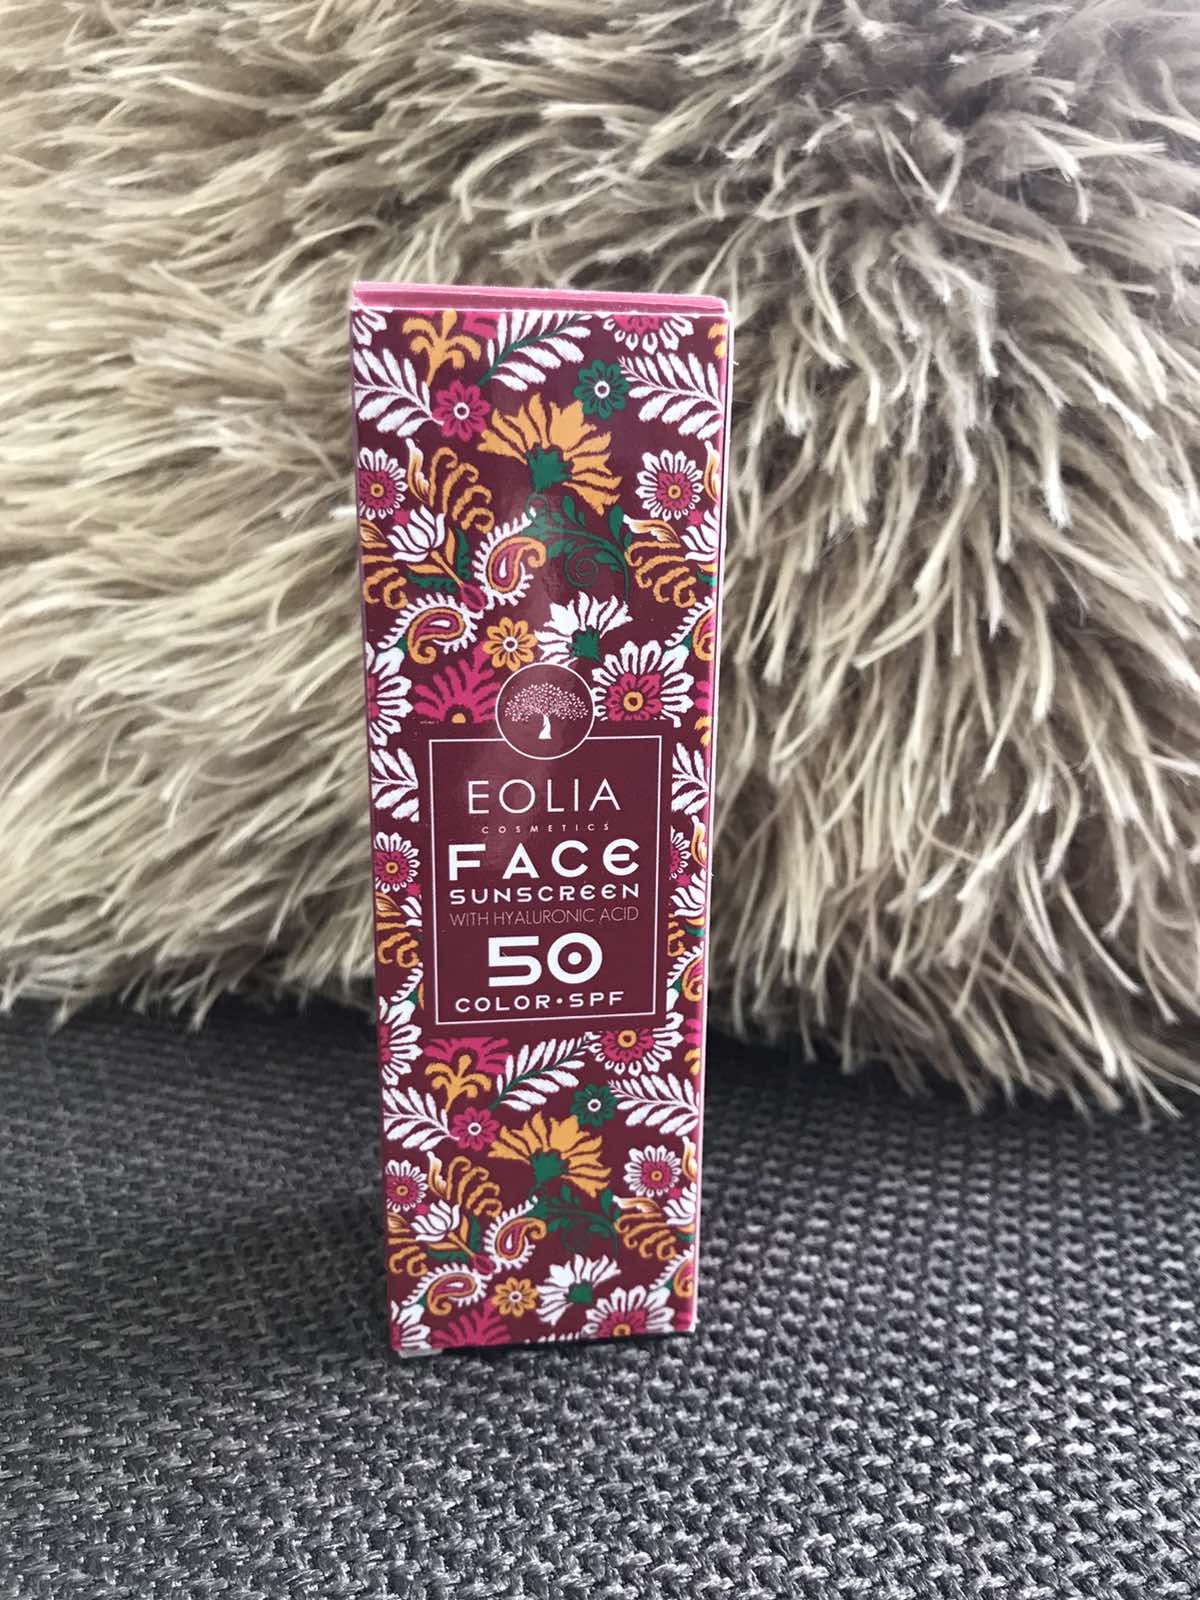 EOLIA
COSMETICS
FACE
SUNSCREEN
WITH HYALURONIC ACID
50
COLOR•SPF